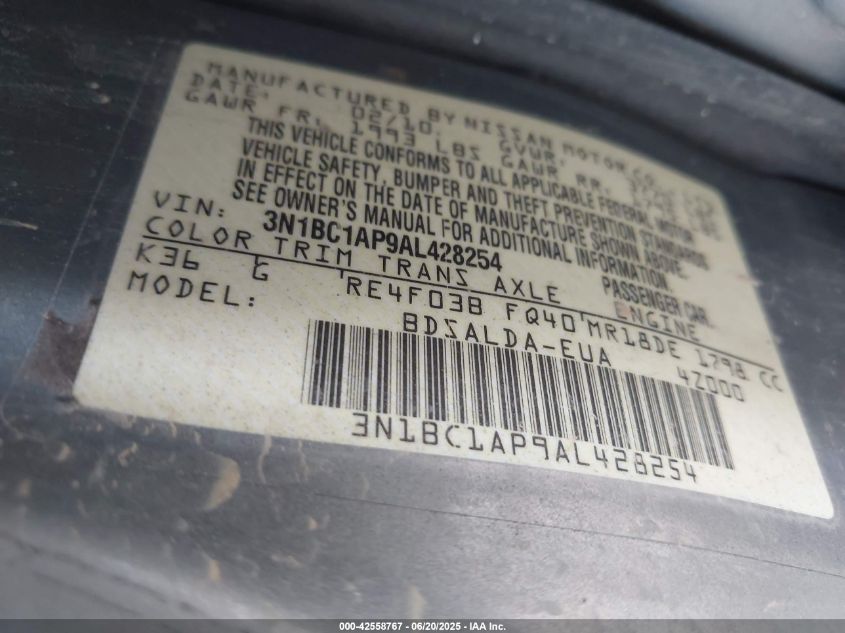 MANUFACTURED BY NISSAN MOTOR CO.
DATE: 02/10. GVWR:
GAWR FR. 1993 LBS GAWR RR.
THIS VEHICLE CONFORMS TO ALL APPLICABLE FEDERAL MOTOR
VEHICLE SAFETY, BUMPER AND THEFT PREVENTION STANDARDS
IN EFFECT ON THE DATE OF MANUFACTURE SHOWN ABOVE.
SEE OWNER'S MANUAL FOR ADDITIONAL INFORMATION.
VIN: 3N1BC1AP9AL428254 PASSENGER CAR
COLOR TRIM TRANS AXLE ENGINE
K36 G RE4F03B FQ40 MR18DE 1798 CC
MODEL: BDSALDA-EUA 4Z000
3N1BC1AP9AL428254
000-42558767 - 06/20/2025 - IAA Inc.